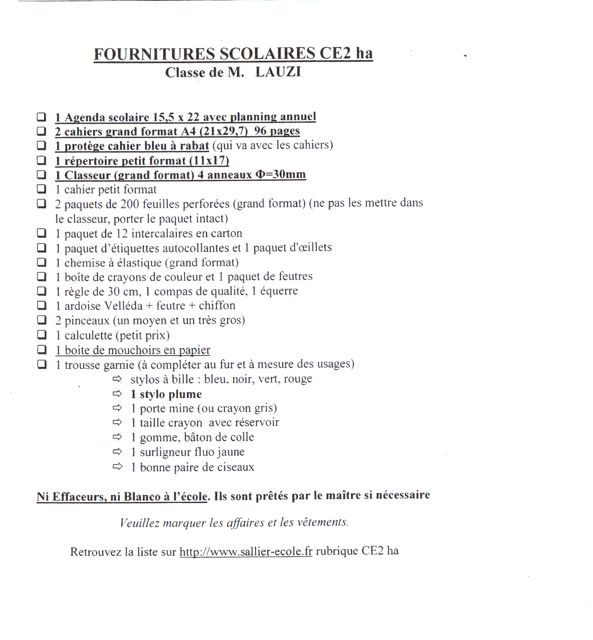 FOURNITURES SCOLAIRES CE2 ha
Classe de M. LAUZI
1 Agenda scolaire 15,5 x 22 avec planning annuel
2 cahiers grand format A4 (21x29,7) 96 pages
1 protège cahier bleu à rabat (qui va avec les cahiers)
1 répertoire petit format (11x17)
1 Classeur (grand format) 4 anneaux Φ=30mm
1 cahier petit format
2 paquets de 200 feuilles perforées (grand format) (ne pas les mettre dans
le classeur, porter le paquet intact)
1 paquet de 12 intercalaires en carton
1 paquet d'étiquettes autocollantes et 1 paquet d'œillets
1 chemise à élastique (grand format)
1 boite de crayons de couleur et 1 paquet de feutres
1 règle de 30 cm, 1 compas de qualité, 1 équerre
1 ardoise Velléda + feutre + chiffon
2 pinceaux (un moyen et un très gros)
1 calculette (petit prix)
1 boite de mouchoirs en papier
1 trousse garnie (à compléter au fur et à mesure des usages)
⇨ stylos à bille : bleu, noir, vert, rouge
⇨ 1 stylo plume
⇨ 1 porte mine (ou crayon gris)
⇨ 1 taille crayon avec réservoir
⇨ 1 gomme, bâton de colle
⇨ 1 surligneur fluo jaune
⇨ 1 bonne paire de ciseaux
Ni Effaceurs, ni Blanco à l'école. Ils sont prêtés par le maître si nécessaire
Veuillez marquer les affaires et les vêtements.
Retrouvez la liste sur http://www.sallier-ecole.fr rubrique CE2 ha